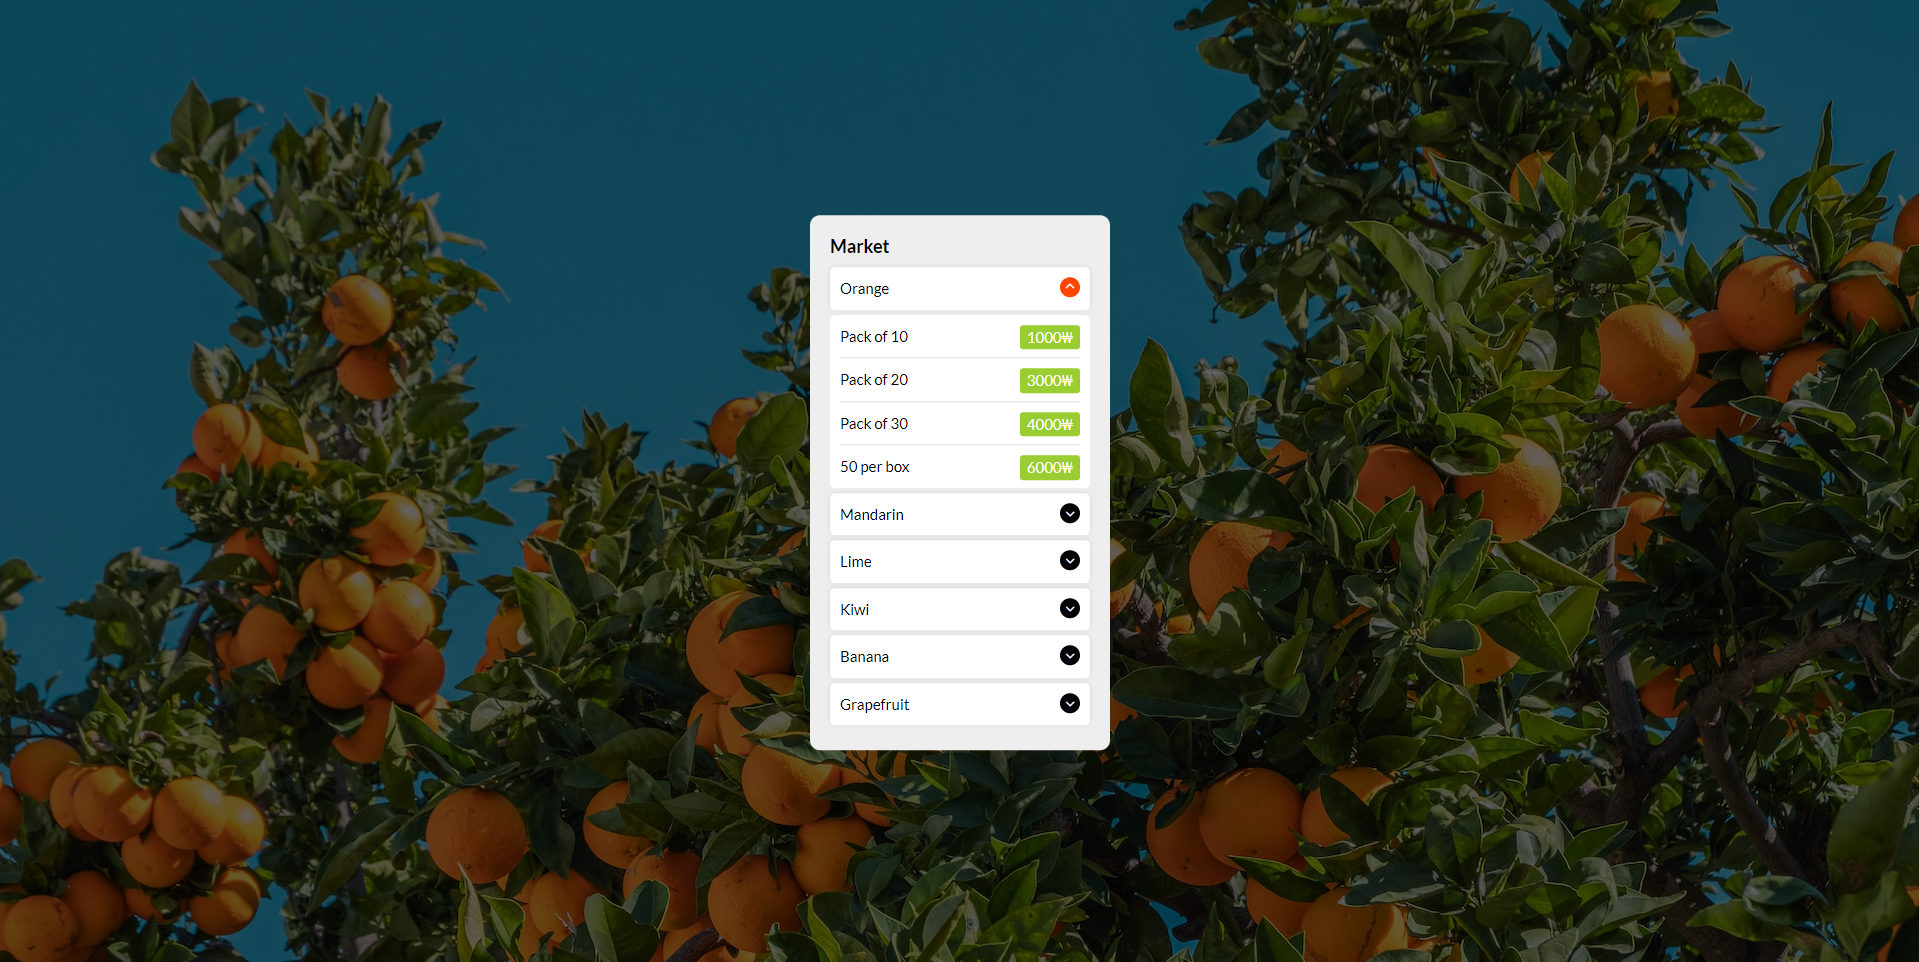 Market
Orange
Pack of 10 1000₩
Pack of 20 3000₩
Pack of 30 4000₩
50 per box 6000₩
Mandarin
Lime
Kiwi
Banana
Grapefruit